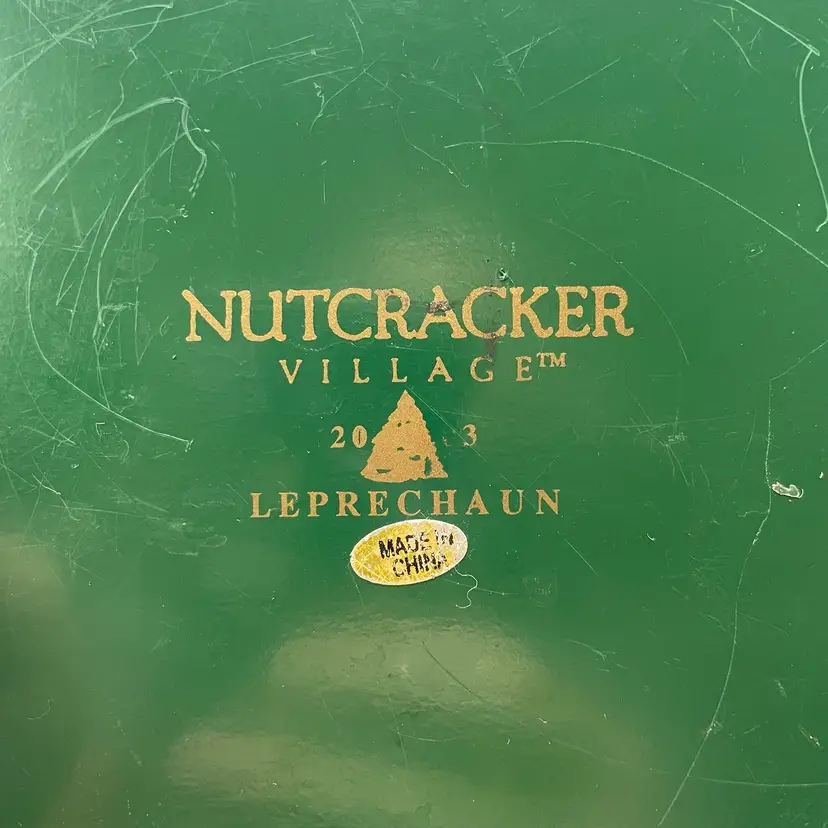 NUTCRACKER
VILLAGE™
20 3
LEPRECHAUN
MADE IN
CHINA